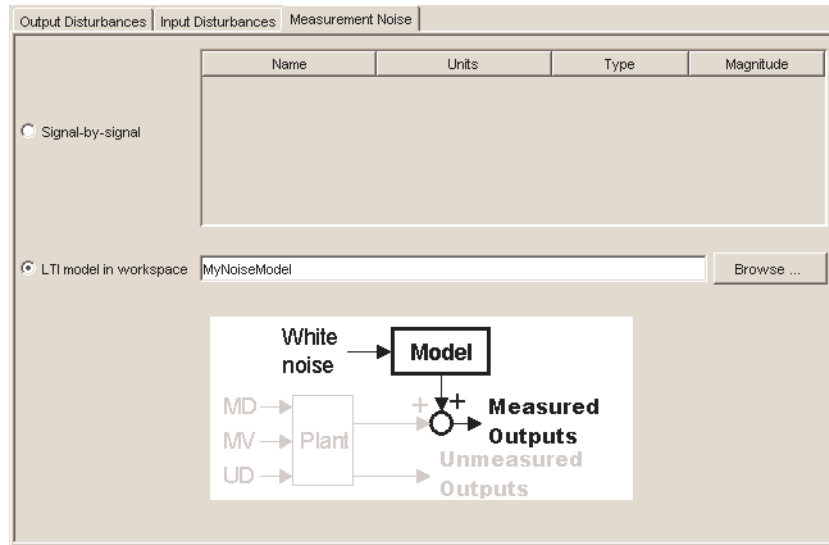 Output Disturbances Input Disturbances Measurement Noise
Name Units Type Magnitude
Signal-by-signal
LTI model in workspace MyNoiseModel Browse ...
White
noise
Model
MD
MV
UD
Plant
+
+
Measured
Outputs
Unmeasured
Outputs